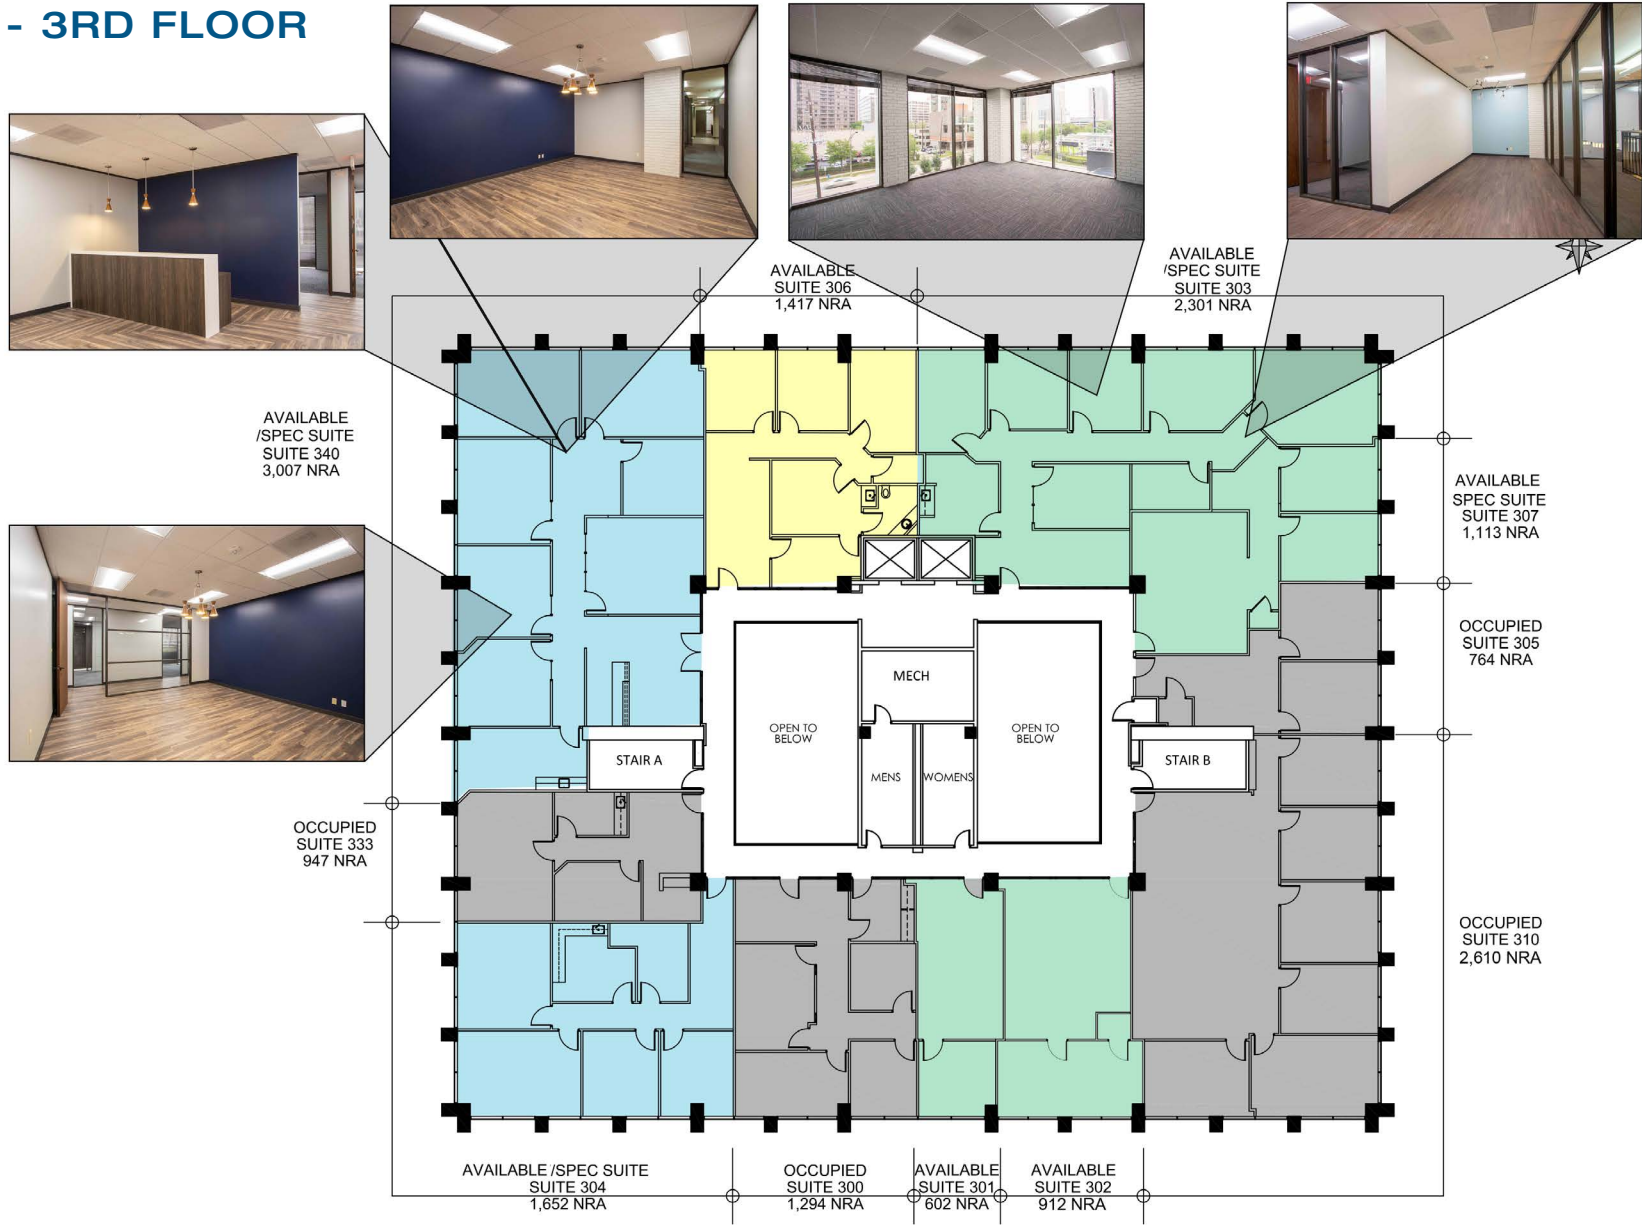 - 3RD FLOOR
AVAILABLE
SUITE 306
1,417 NRA
AVAILABLE
/SPEC SUITE
SUITE 303
2,301 NRA
AVAILABLE
/SPEC SUITE
SUITE 340
3,007 NRA
AVAILABLE
SPEC SUITE
SUITE 307
1,113 NRA
OCCUPIED
SUITE 305
764 NRA
MECH
OPEN TO
BELOW
OPEN TO
BELOW
STAIR A
MENS
WOMENS
STAIR B
OCCUPIED
SUITE 333
947 NRA
OCCUPIED
SUITE 310
2,610 NRA
AVAILABLE /SPEC SUITE
SUITE 304
1,652 NRA
OCCUPIED
SUITE 300
1,294 NRA
AVAILABLE
SUITE 301
602 NRA
AVAILABLE
SUITE 302
912 NRA